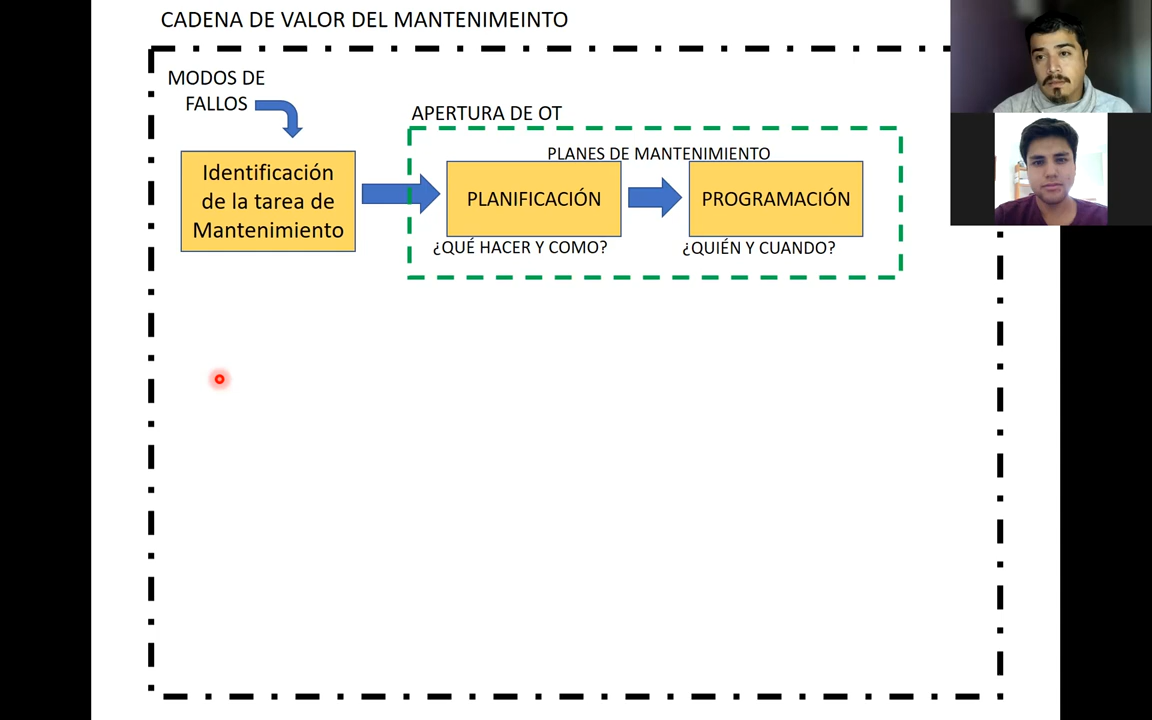 CADENA DE VALOR DEL MANTENIMEINTO
MODOS DE
FALLOS
APERTURA DE OT
PLANES DE MANTENIMIENTO
Identificación
de la tarea de
Mantenimiento
PLANIFICACIÓN
PROGRAMACIÓN
¿QUÉ HACER Y COMO?
¿QUIÉN Y CUANDO?